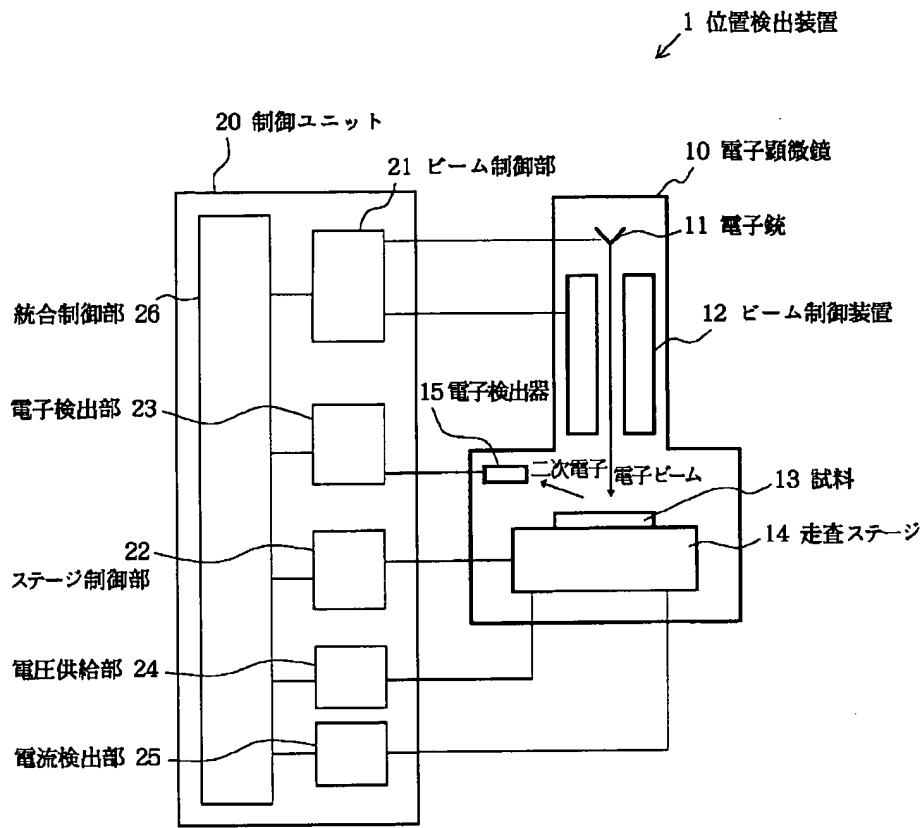 1 位置検出装置
20 制御ユニット
21 ビーム制御部
10 電子顕微鏡
11 電子銃
統合制御部 26
12 ビーム制御装置
15 電子検出器
電子検出部 23
二次電子
電子ビーム
13 試料
14 走査ステージ
22
ステージ制御部
電圧供給部 24
電流検出部 25